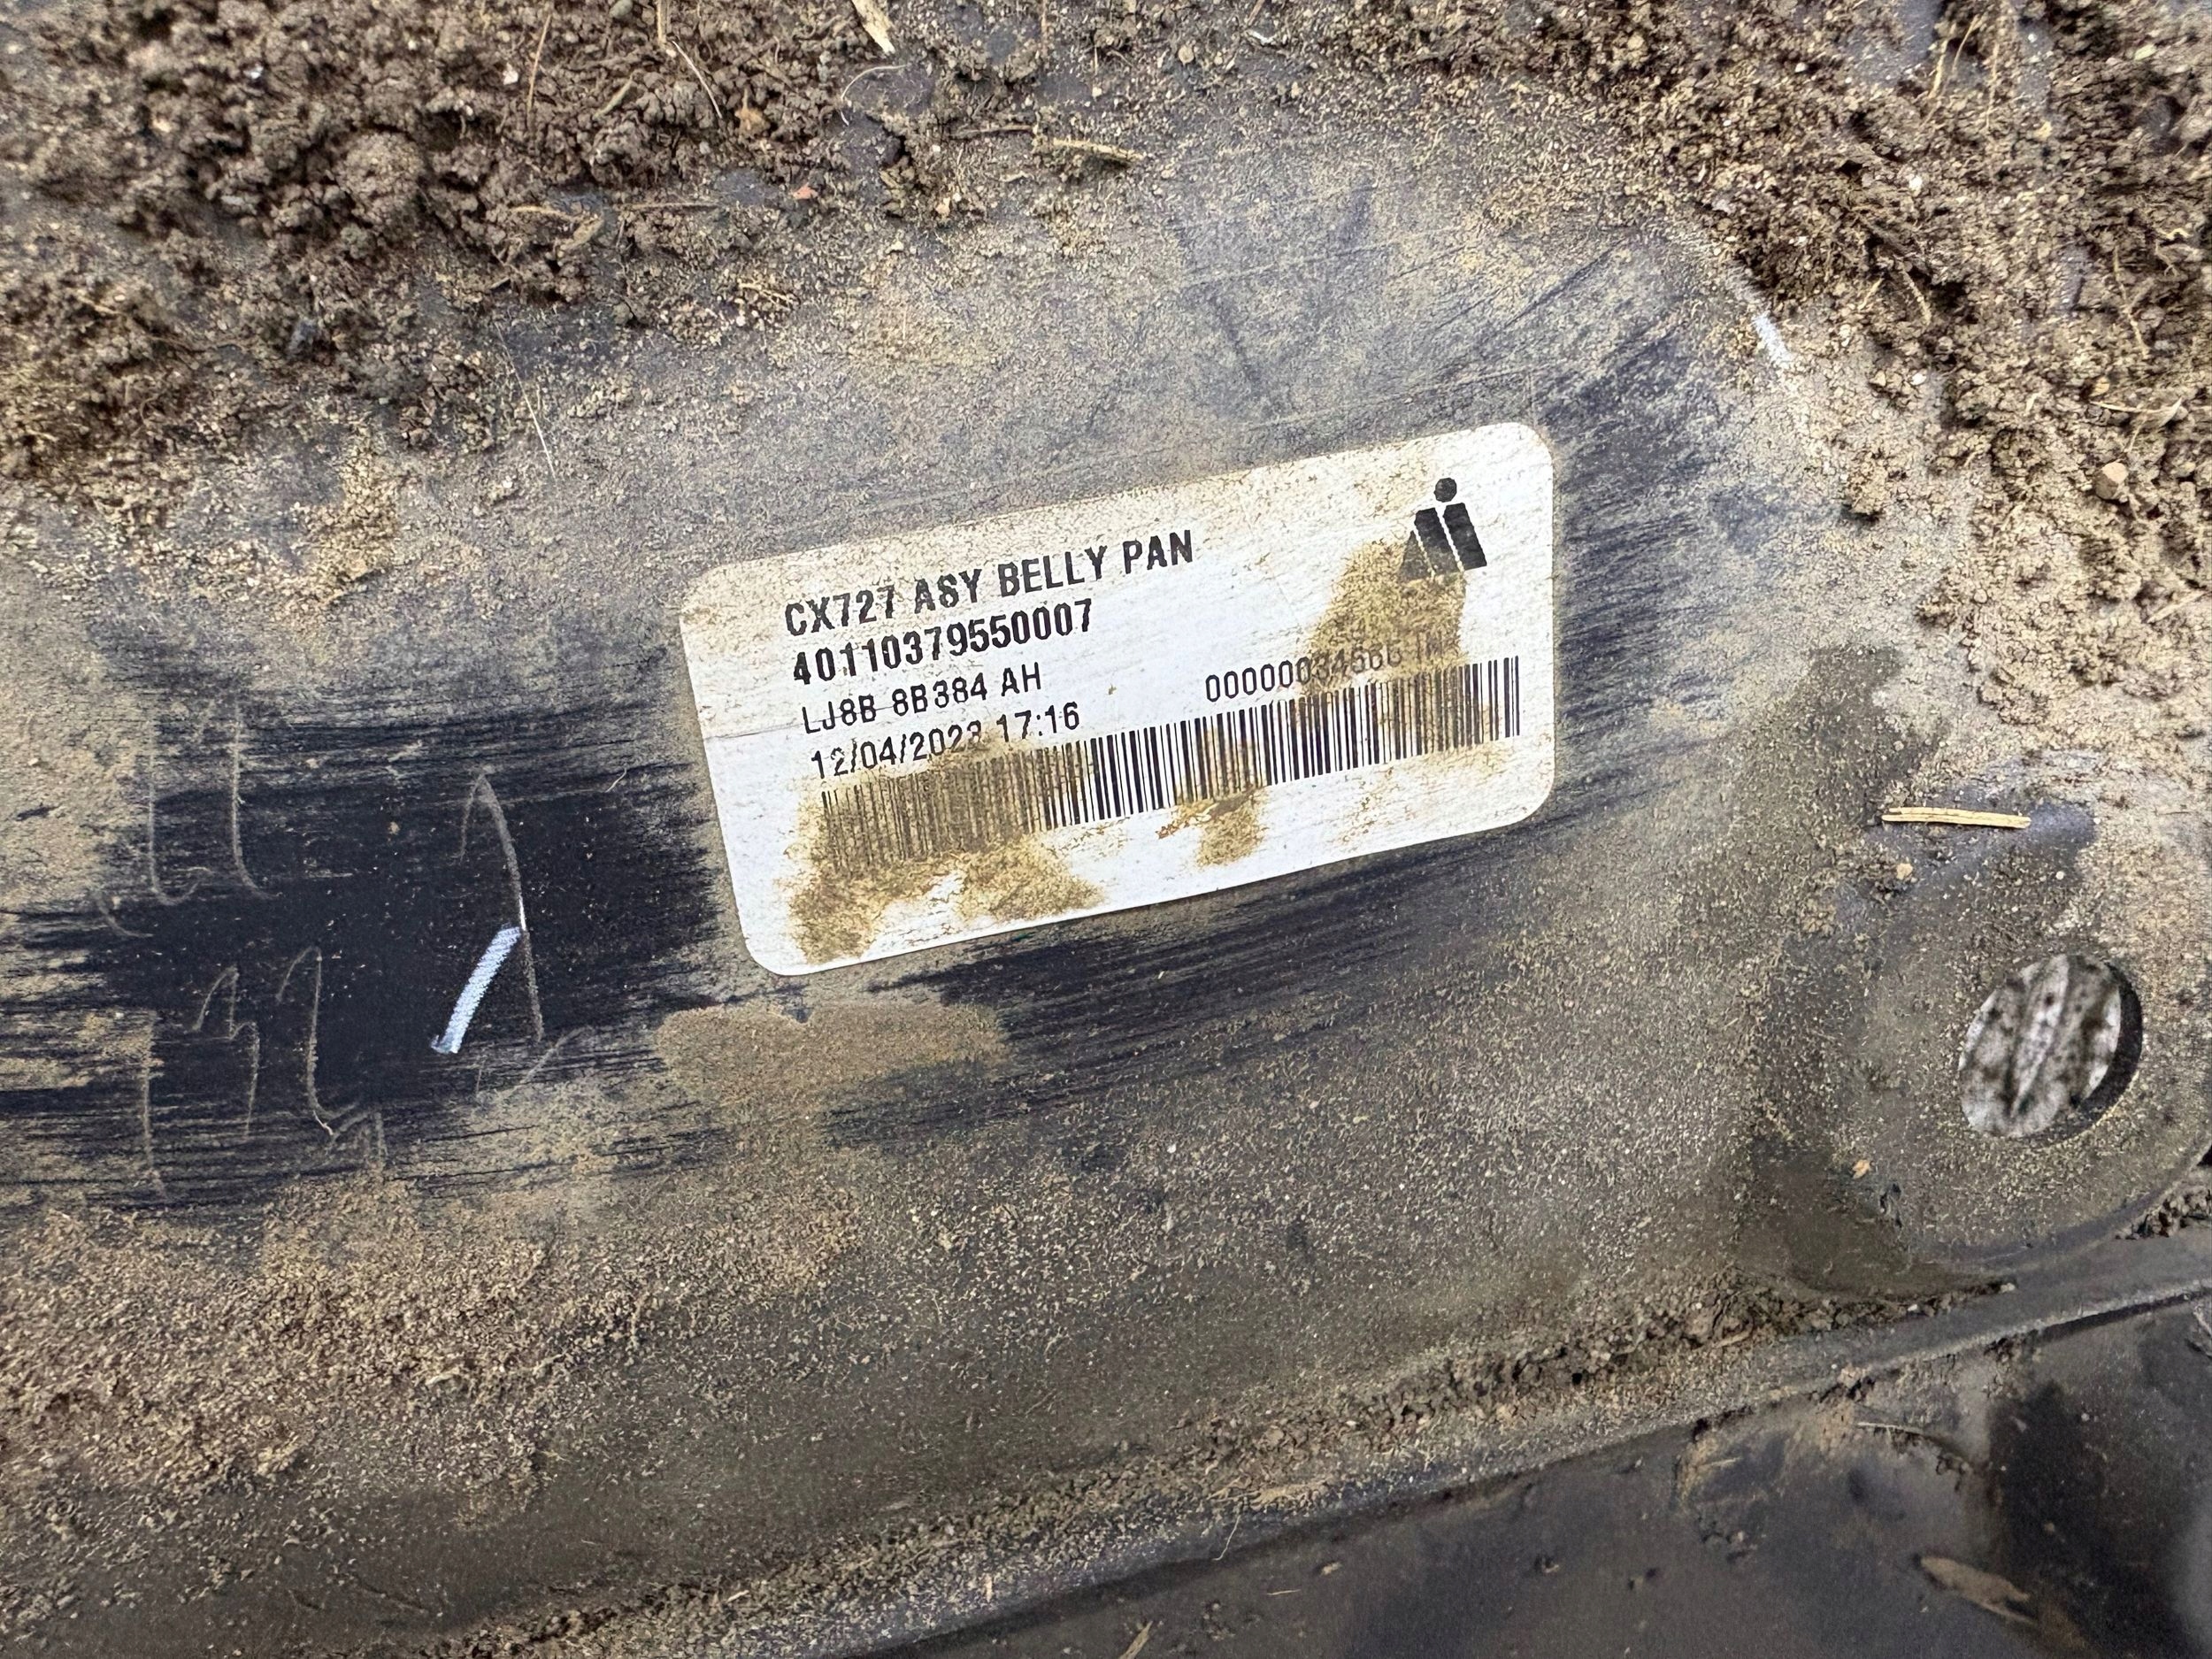 CX727 ASY BELLY PAN
40110379550007
LJ8B 8B384 AH
12/04/2023 17:16